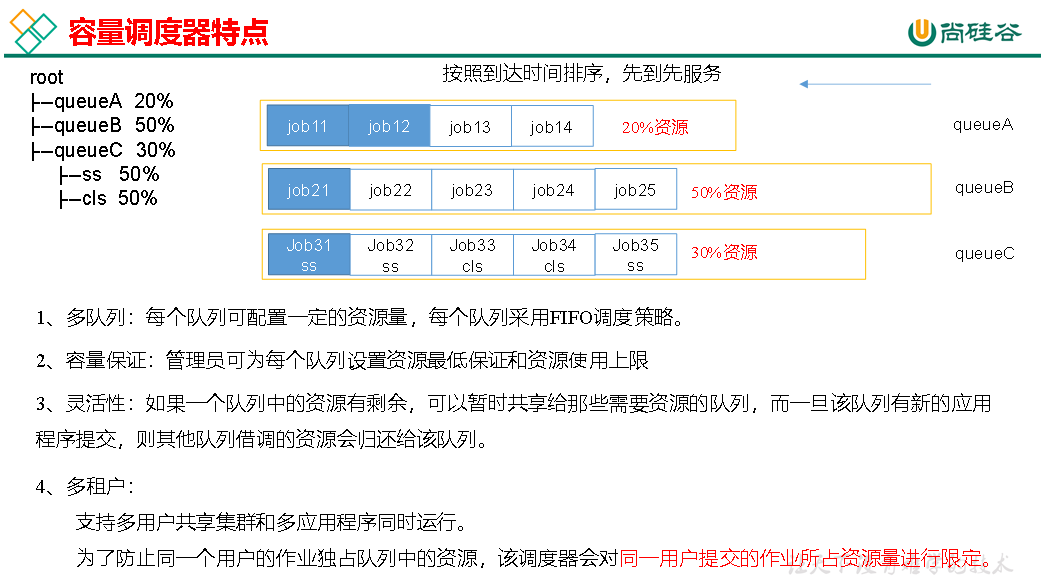 容量调度器特点
尚硅谷
root
├—queueA 20%
├—queueB 50%
├—queueC 30%
├—ss 50%
├—cls 50%
按照到达时间排序，先到先服务
job11 job12 job13 job14 20%资源 queueA
job21 job22 job23 job24 job25 50%资源 queueB
Job31 Job32 Job33 Job34 Job35 30%资源 queueC
ss ss cls cls ss
1、多队列：每个队列可配置一定的资源量，每个队列采用FIFO调度策略。
2、容量保证：管理员可为每个队列设置资源最低保证和资源使用上限
3、灵活性：如果一个队列中的资源有剩余，可以暂时共享给那些需要资源的队列，而一旦该队列有新的应用
程序提交，则其他队列借调的资源会归还给该队列。
4、多租户：
支持多用户共享集群和多应用程序同时运行。
为了防止同一个用户的作业独占队列中的资源，该调度器会对同一用户提交的作业所占资源量进行限定。